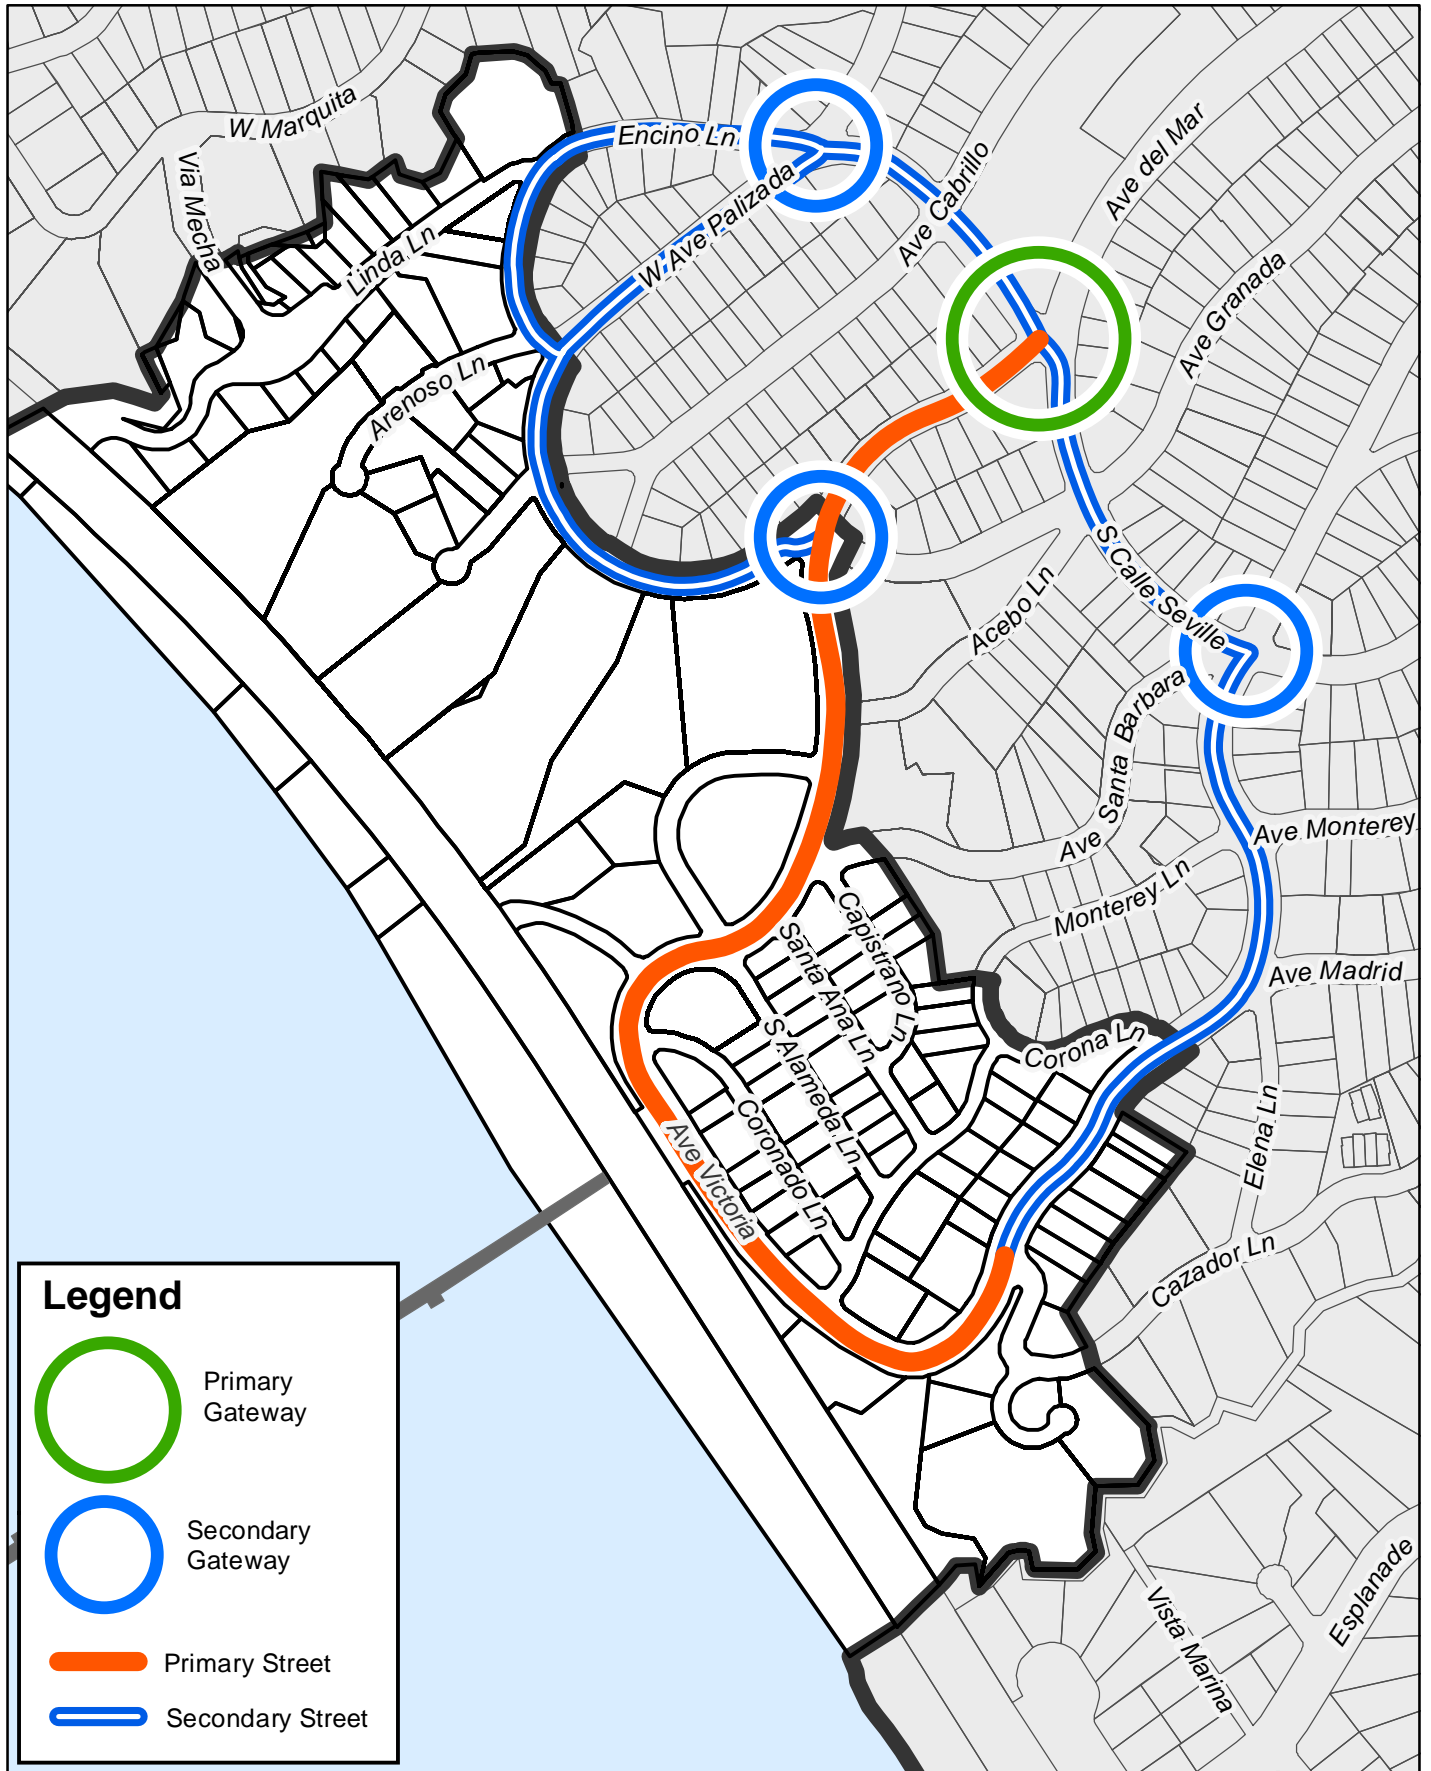 W Marquita
Via Mecha
Encino Ln
Ave del Mar
Ave Cabrillo
W Ave Palizada
Linda Ln
Ave Granada
Arenoso Ln
S Calle Seville
Acebo Ln
Ave Santa Barbara
Ave Monterey
Monterey Ln
Capistrano Ln
Santa Ana Ln
Ave Madrid
S Alameda Ln
Corona Ln
Coronado Ln
Ave Victoria
Elena Ln
Cazador Ln
Esplanade
Vista Marina
Legend
Primary
Gateway
Secondary
Gateway
Primary Street
Secondary Street